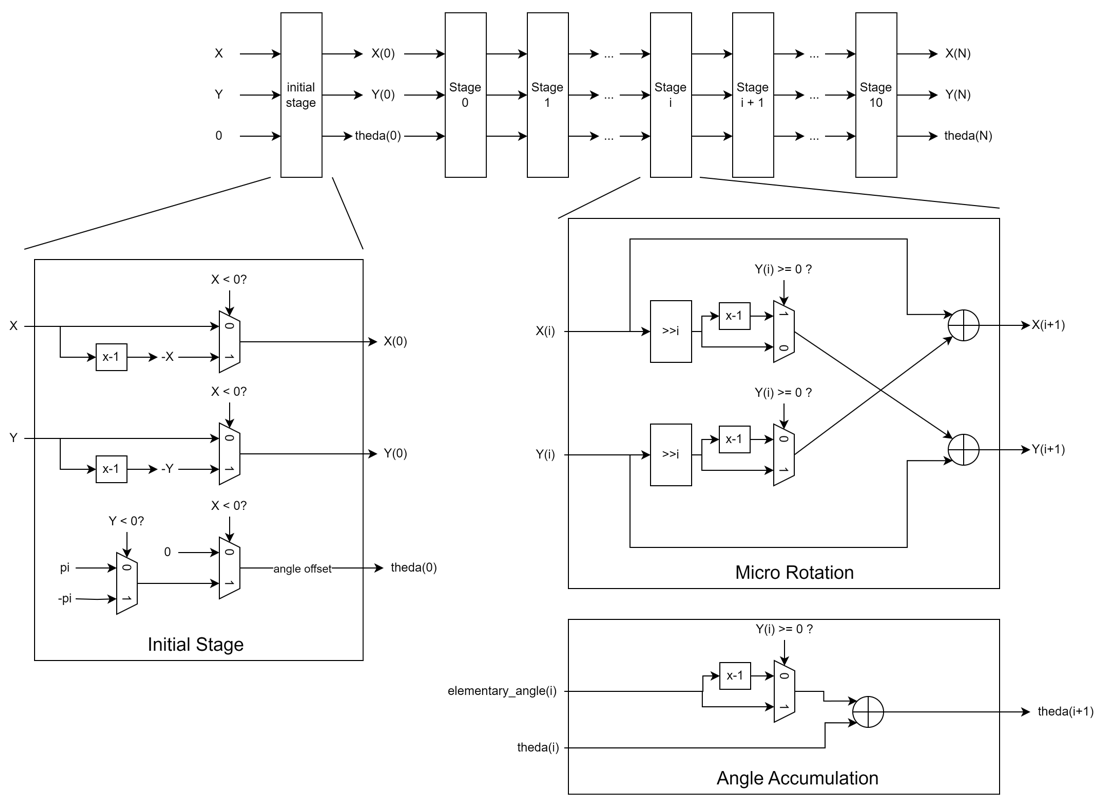 X
initial
stage
X(0)
Stage
0
Stage
1
...
Stage
i
Stage
i + 1
...
Stage
10
X(N)
Y
Y(0)
...
...
Y(N)
0
theda(0)
...
...
theda(N)
X < 0?
X
0
x-1
-X
1
X(0)
X < 0?
Y
0
x-1
-Y
1
Y(0)
X < 0?
Y < 0?
0
0
pi
0
1
-pi
1
angle offset
theda(0)
Initial Stage
Y(i) >= 0 ?
X(i)
>>i
x-1
1
0
X(i+1)
Y(i) >= 0 ?
Y(i)
>>i
x-1
0
1
Y(i+1)
Micro Rotation
Y(i) >= 0 ?
elementary_angle(i)
x-1
0
1
theda(i)
theda(i+1)
Angle Accumulation